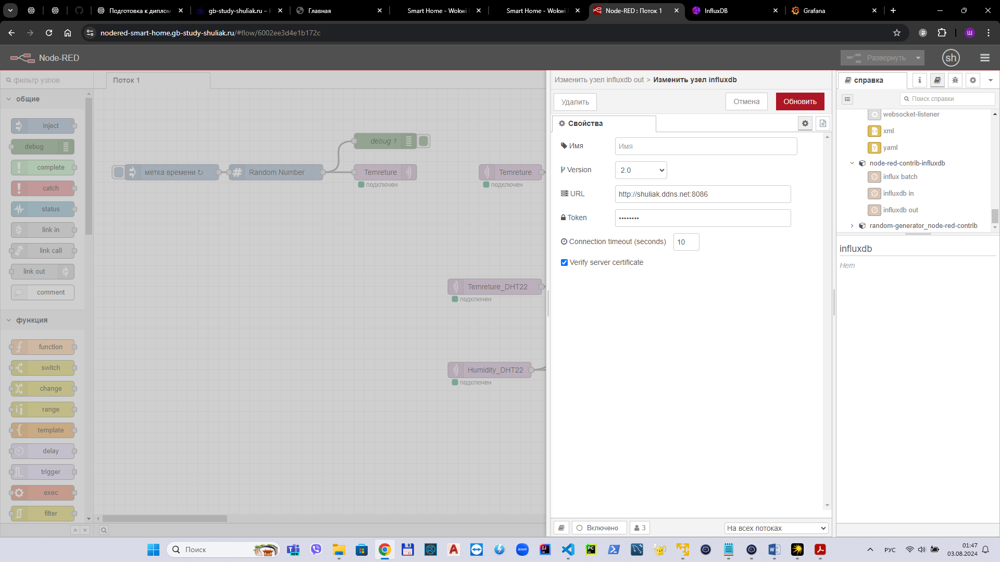 Подготовка к диплом
gb-study-shuliak.ru –
Главная
Smart Home - Wokwi
Smart Home - Wokwi
Node-RED : Поток 1
InfluxDB
Grafana
nodered-smart-home.gb-study-shuliak.ru/#flow/6002ee3d4e1b172c
Ш
Node-RED
Развернуть
sh
фильтр узлов
Поток 1
общие
inject
debug
complete
catch
status
link in
link call
link out
comment
функция
function
switch
change
range
template
delay
trigger
exec
filter
debug 1
метка времени ↻
Random Number
Temreture
подключен
Temreture
подключен
Temreture_DHT22
подключен
Humidity_DHT22
подключен
Изменить узел influxdb out > Изменить узел influxdb
Удалить
Отмена
Обновить
Свойства
Имя
Имя
Version
2.0
URL
http://shuliak.ddns.net:8086
Token
••••••••
Connection timeout (seconds)
10
Verify server certificate
Включено
3
На всех потоках
справка
Поиск справки
websocket-listener
xml
yaml
node-red-contrib-influxdb
influx batch
influxdb in
influxdb out
random-generator_node-red-contrib
influxdb
Нет
Поиск
NEW
zoom
РУС
01:47
03.08.2024